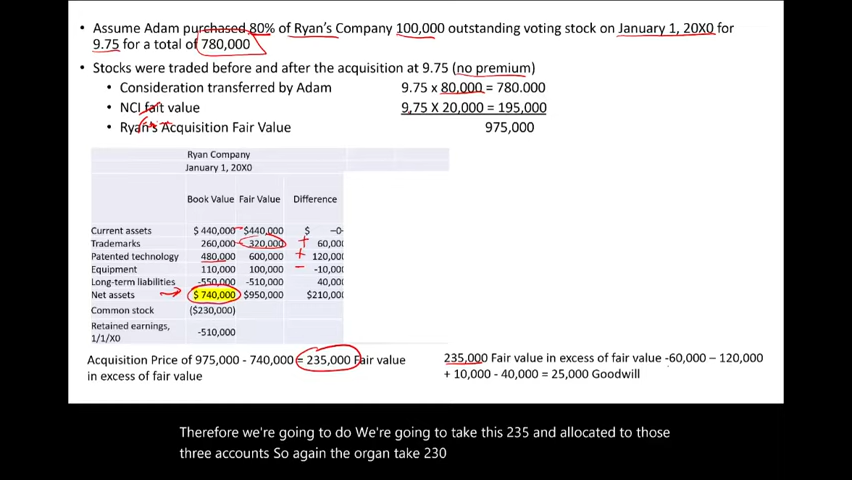 • Assume Adam purchased 80% of Ryan's Company 100,000 outstanding voting stock on January 1, 20X0 for
9.75 for a total of 780,000
• Stocks were traded before and after the acquisition at 9.75 (no premium)
• Consideration transferred by Adam 9.75 x 80,000 = 780.000
• NCI fait value 9,75 X 20,000 = 195,000
• Ryan's Acquisition Fair Value 975,000
Ryan Company
January 1, 20X0
Book Value Fair Value Difference
Current assets $ 440,000 $440,000 $ –0-
Trademarks 260,000 320,000 + 60,000
Patented technology 480,000 600,000 + 120,000
Equipment 110,000 100,000 - -10,000
Long-term liabilities -550,000 -510,000 40,000
Net assets $ 740,000 $950,000 $210,000
Common stock ($230,000)
Retained earnings,
1/1/X0 -510,000
Acquisition Price of 975,000 - 740,000 = 235,000 Fair value
in excess of fair value
235,000 Fair value in excess of fair value -60,000 – 120,000
+ 10,000 - 40,000 = 25,000 Goodwill
Therefore we're going to do We're going to take this 235 and allocated to those
three accounts So again the organ take 230